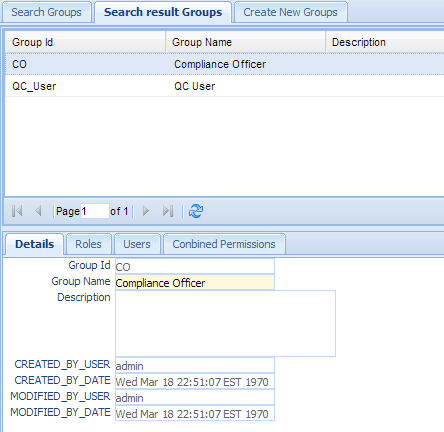 Search Groups Search result Groups Create New Groups
Group Id Group Name Description
CO Compliance Officer
QC_User QC User
Page 1 of 1
Details Roles Users Conbined Permissions
Group Id CO
Group Name Compliance Officer
Description
CREATED_BY_USER admin
CREATED_BY_DATE Wed Mar 18 22:51:07 EST 1970
MODIFIED_BY_USER admin
MODIFIED_BY_DATE Wed Mar 18 22:51:07 EST 1970